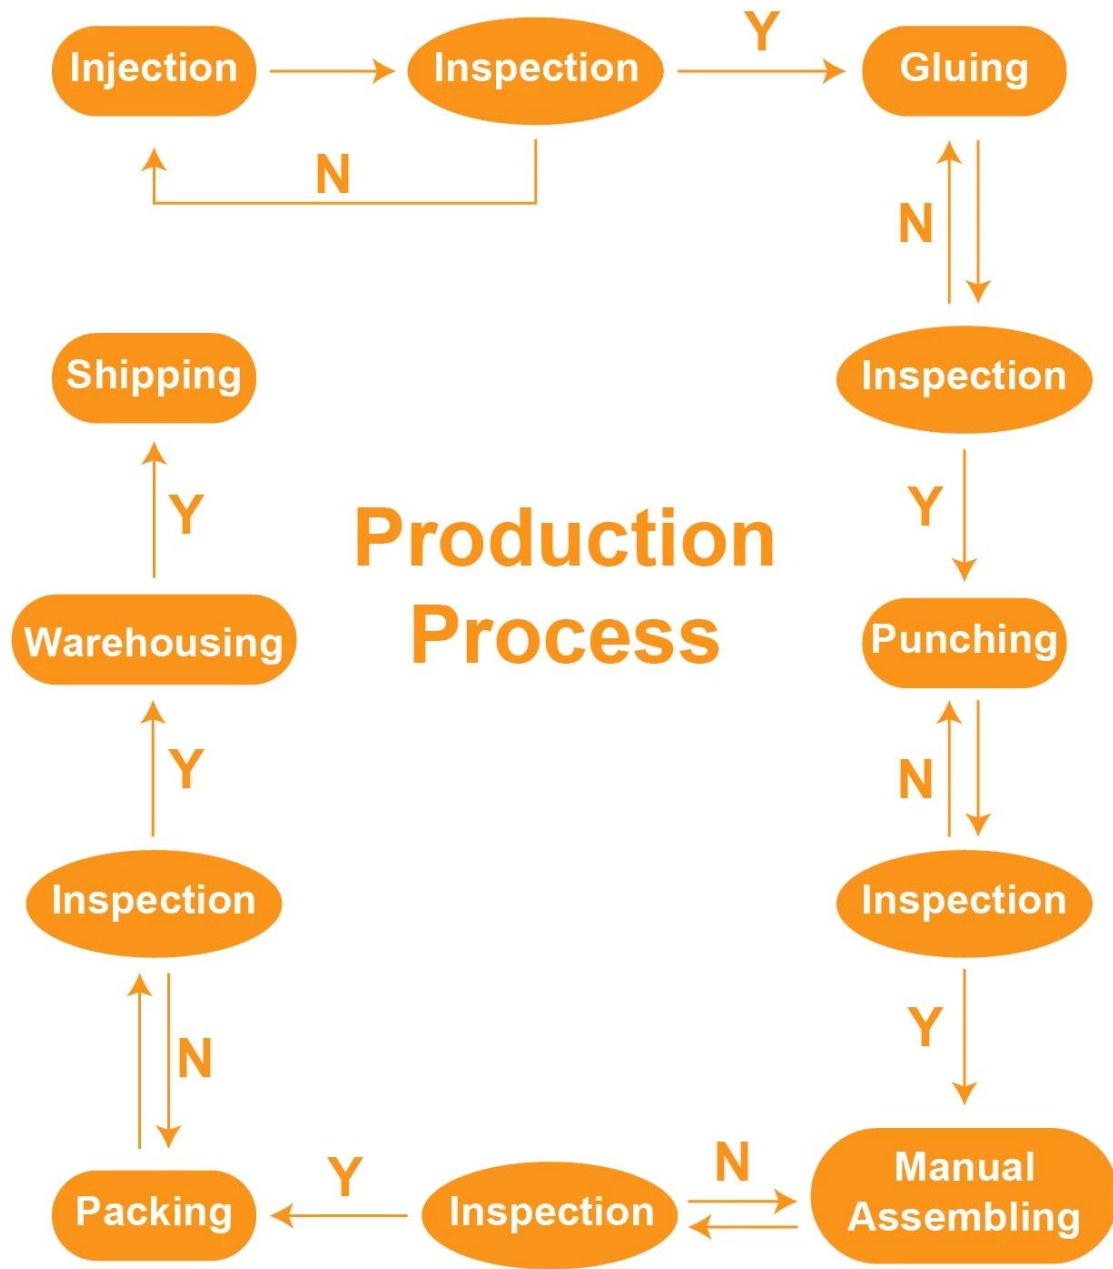 Injection
Inspection
Y
Gluing
N
N
Inspection
Shipping
Y
Y
Production
Process
Warehousing
Punching
Y
N
Inspection
Inspection
Y
N
Packing
Y
Inspection
N
Manual
Assembling